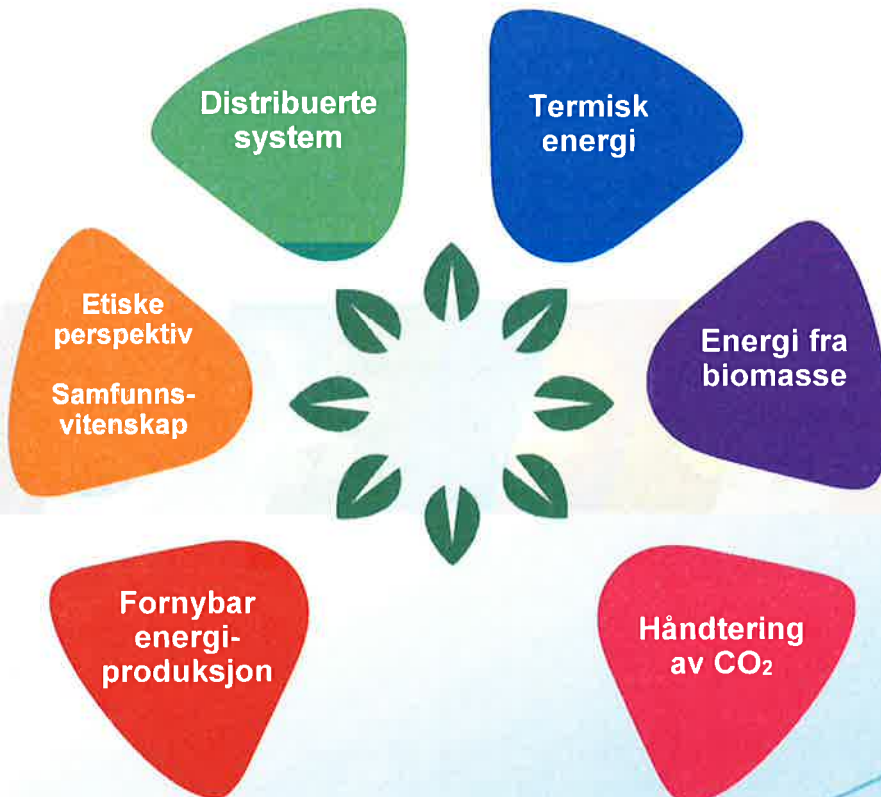 Distribuerte
system
Termisk
energi
Etiske
perspektiv
Samfunns-
vitenskap
Energi fra
biomasse
Fornybar
energi-
produksjon
Håndtering
av CO₂